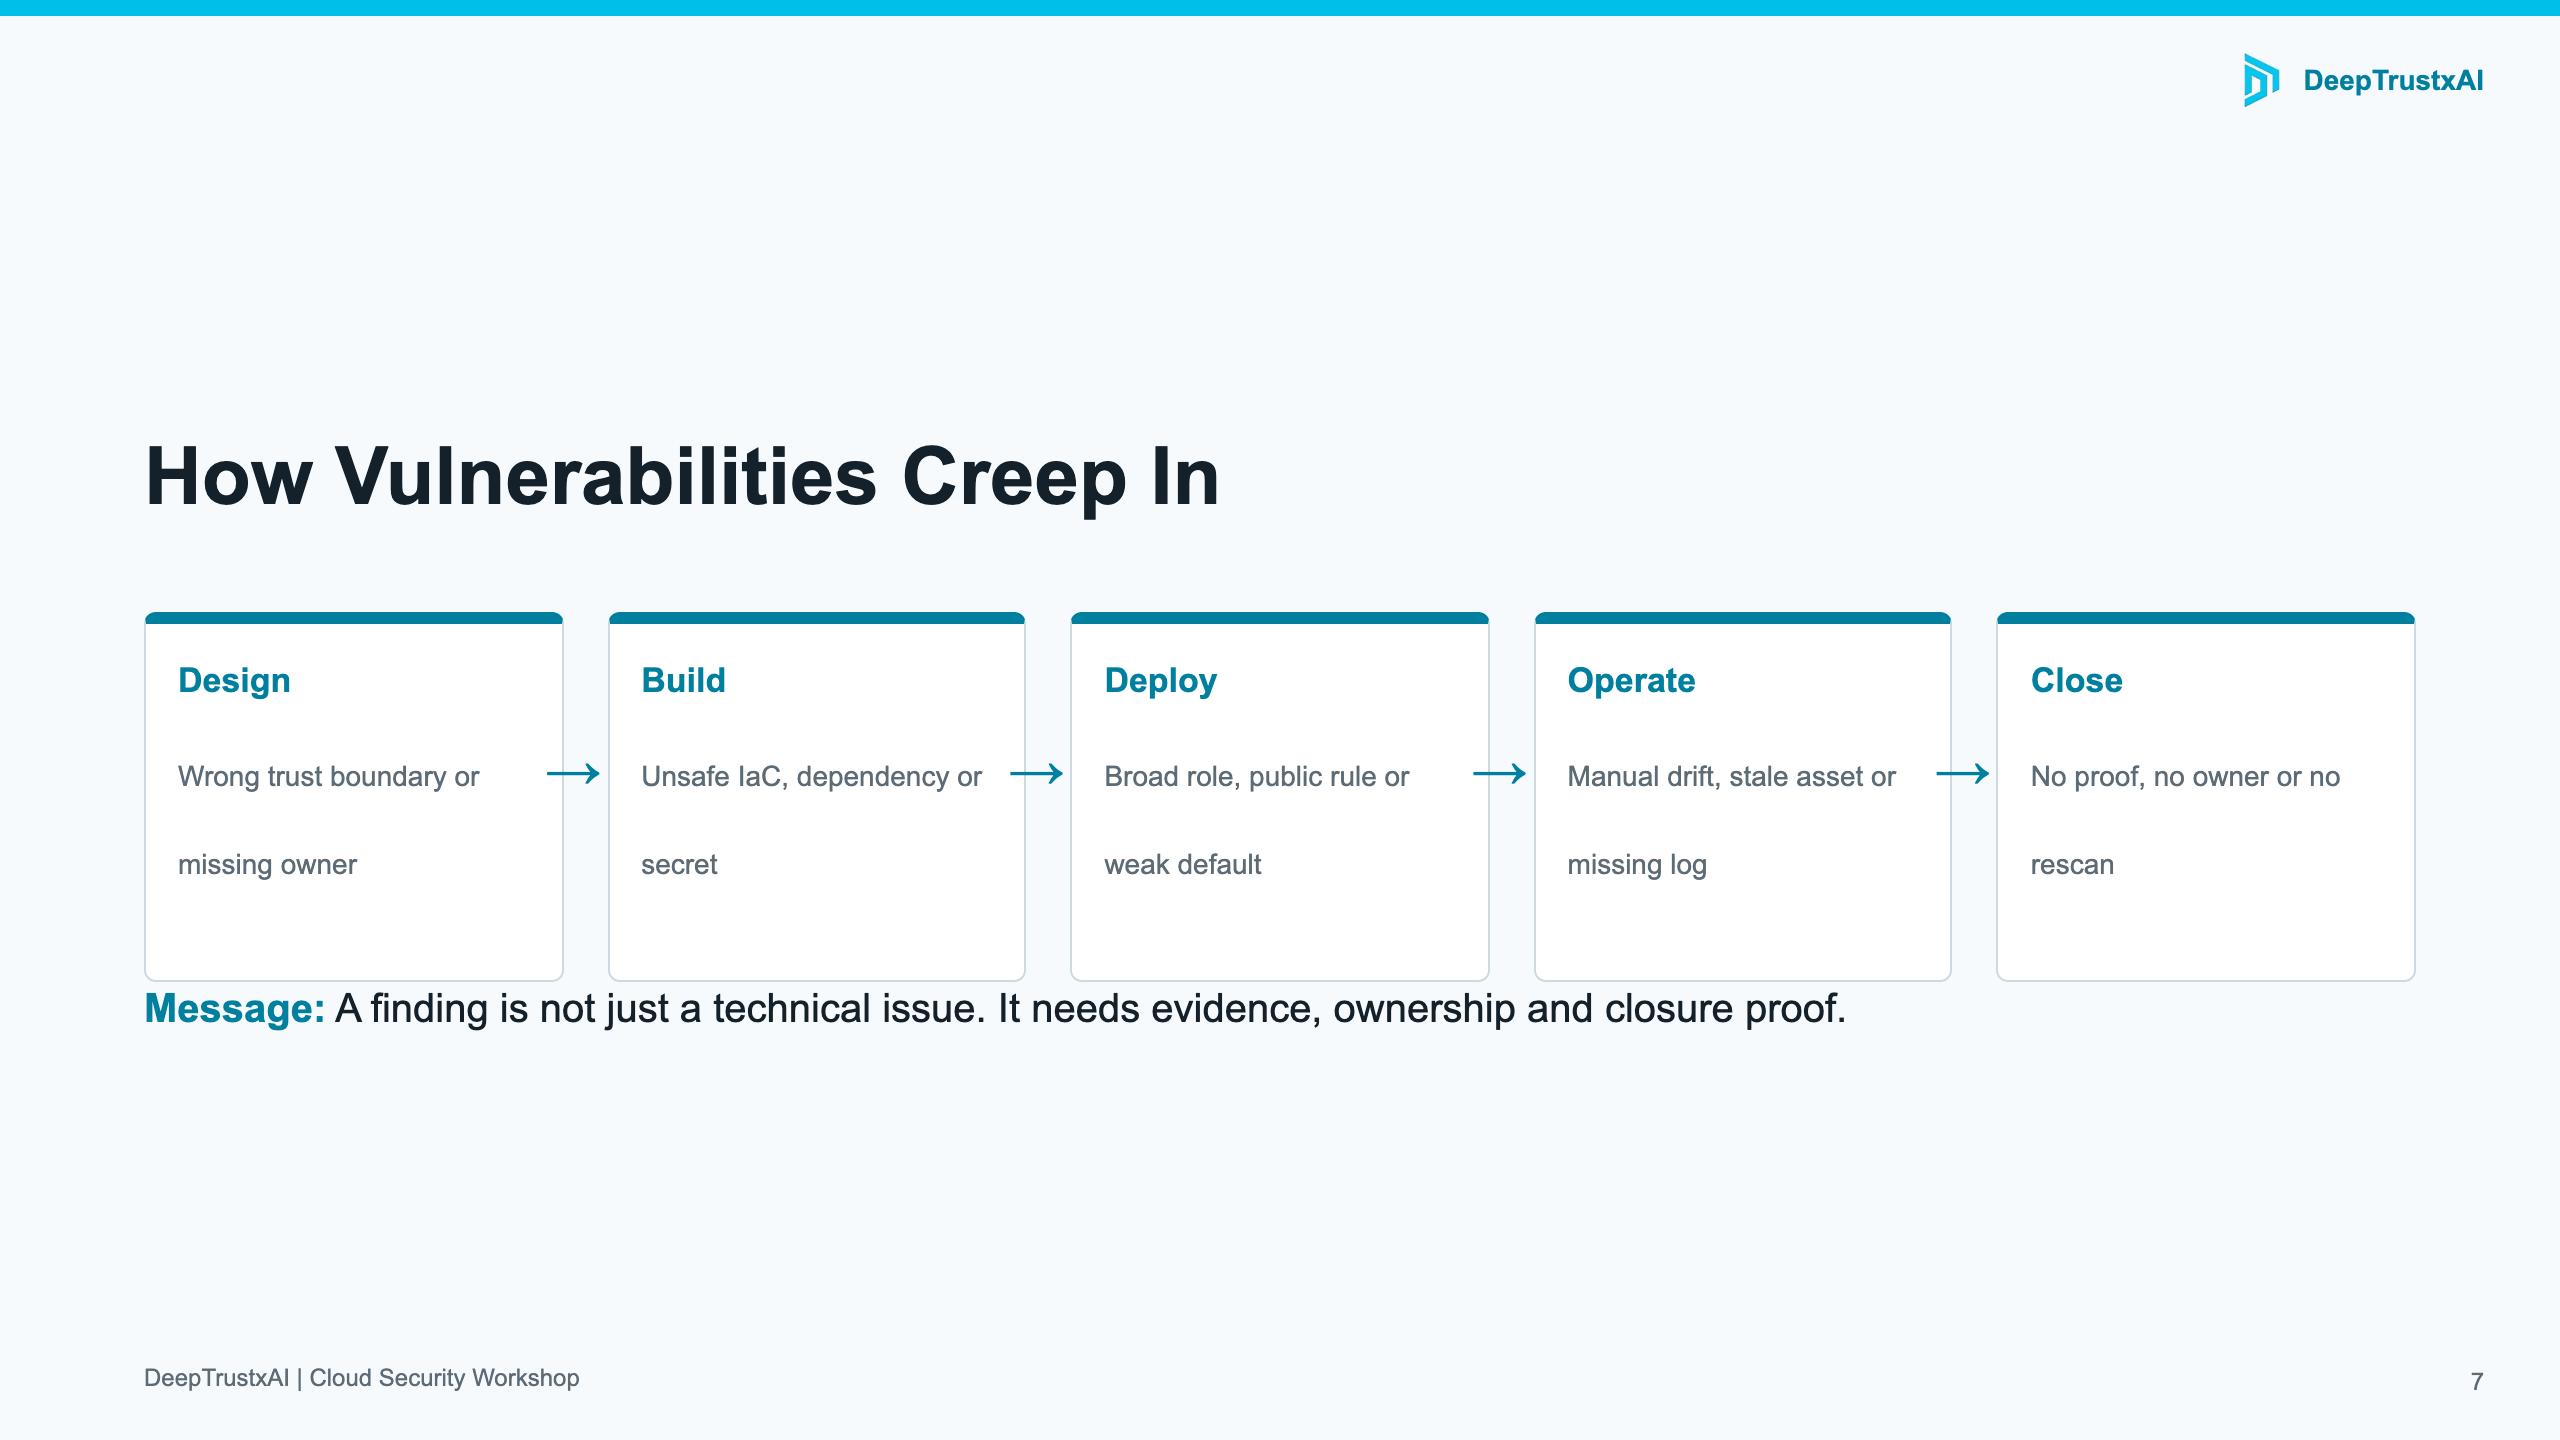 DeepTrustxAI
How Vulnerabilities Creep In
Design
Wrong trust boundary or
missing owner
Build
Unsafe IaC, dependency or
secret
Deploy
Broad role, public rule or
weak default
Operate
Manual drift, stale asset or
missing log
Close
No proof, no owner or no
rescan
Message: A finding is not just a technical issue. It needs evidence, ownership and closure proof.
DeepTrustxAI | Cloud Security Workshop
7